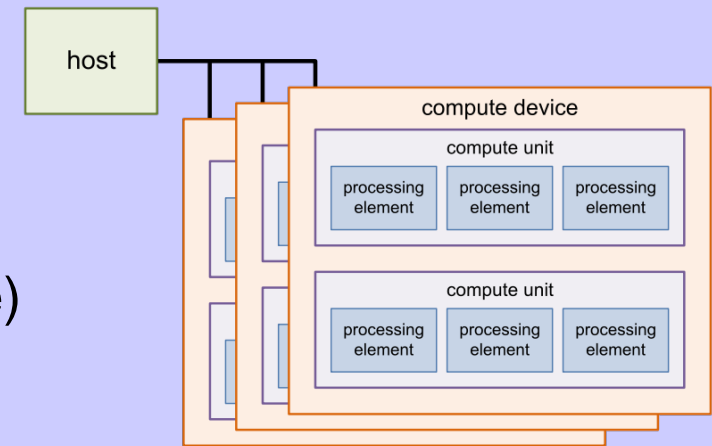 host
compute device
compute unit
processing element
processing element
processing element
compute unit
processing element
processing element
processing element
e)